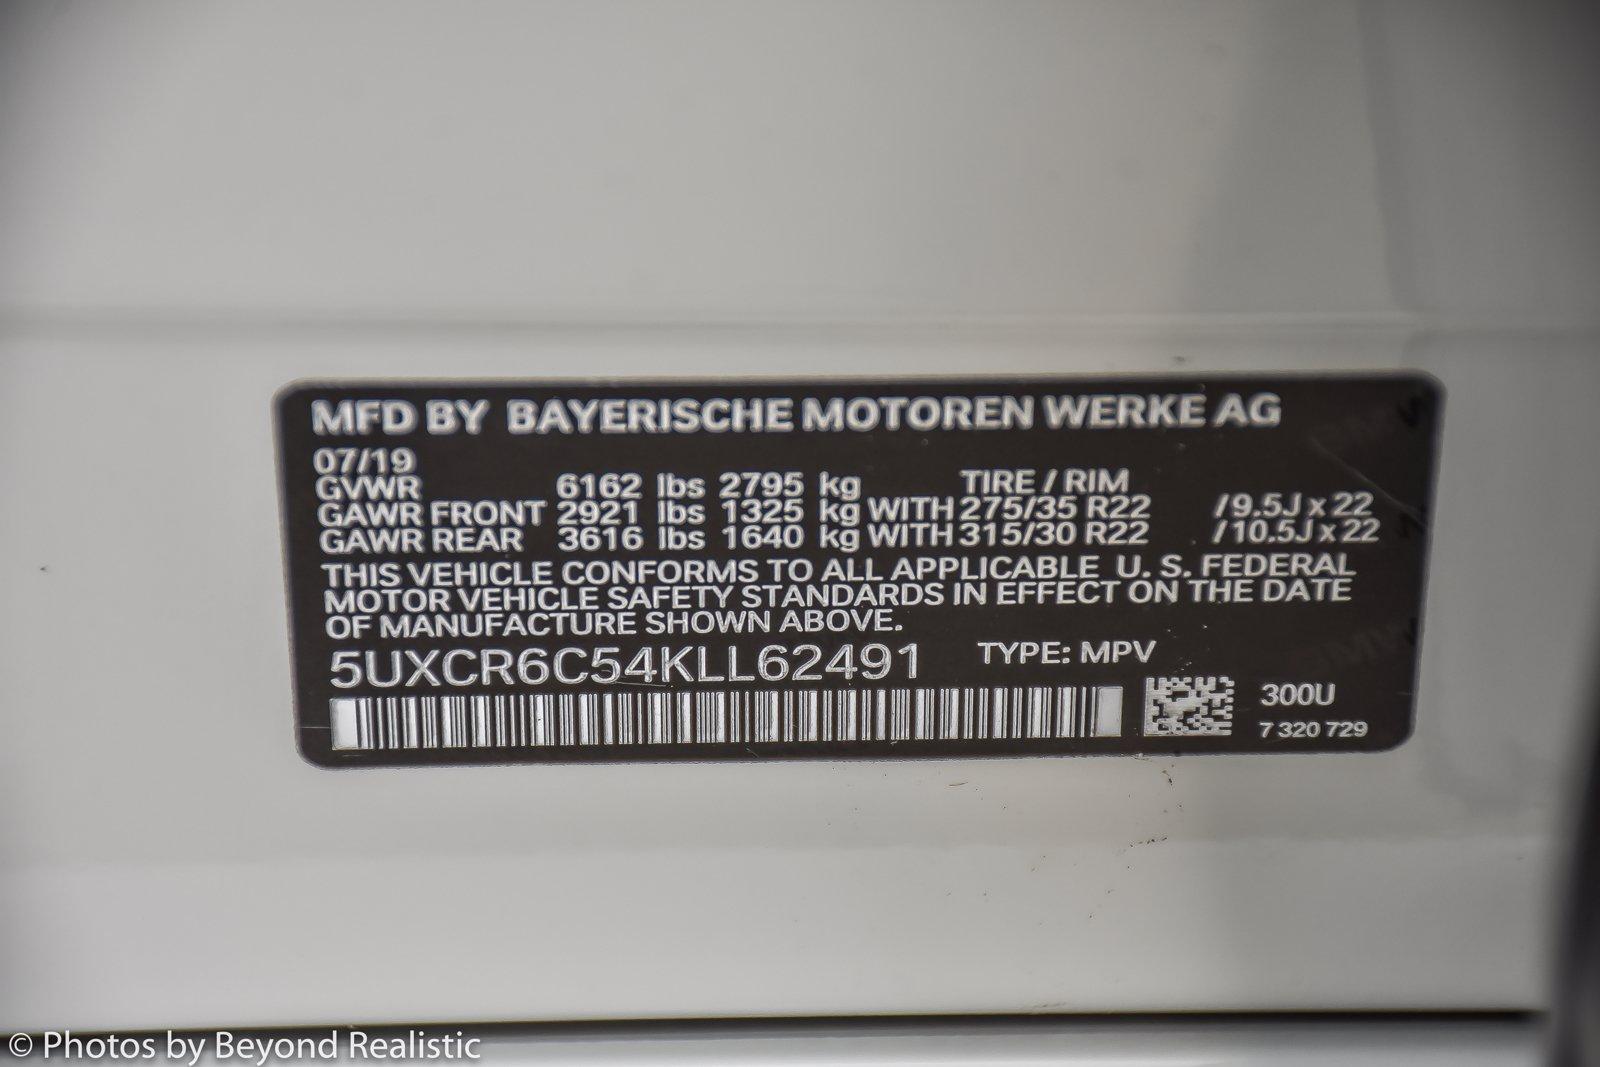 MFD BY BAYERISCHE MOTOREN WERKE AG
07/19
GVWR 6162 lbs 2795 kg TIRE / RIM
GAWR FRONT 2921 lbs 1325 kg WITH 275/35 R22 /9.5J x 22
GAWR REAR 3616 lbs 1640 kg WITH 315/30 R22 /10.5J x 22
THIS VEHICLE CONFORMS TO ALL APPLICABLE U. S. FEDERAL
MOTOR VEHICLE SAFETY STANDARDS IN EFFECT ON THE DATE
OF MANUFACTURE SHOWN ABOVE.
5UXCR6C54KLL62491 TYPE: MPV
300U
7 320 729
© Photos by Beyond Realistic